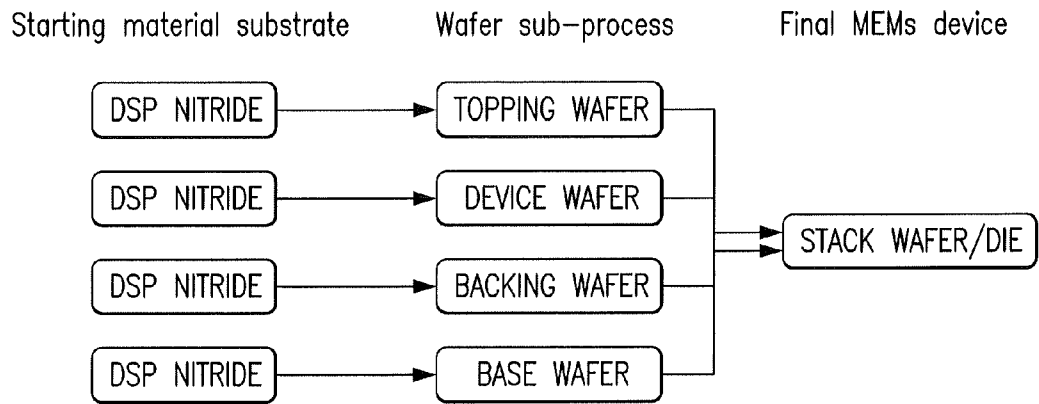 Starting material substrate
Wafer sub-process
Final MEMs device
DSP NITRIDE
TOPPING WAFER
DSP NITRIDE
DEVICE WAFER
STACK WAFER/DIE
DSP NITRIDE
BACKING WAFER
DSP NITRIDE
BASE WAFER